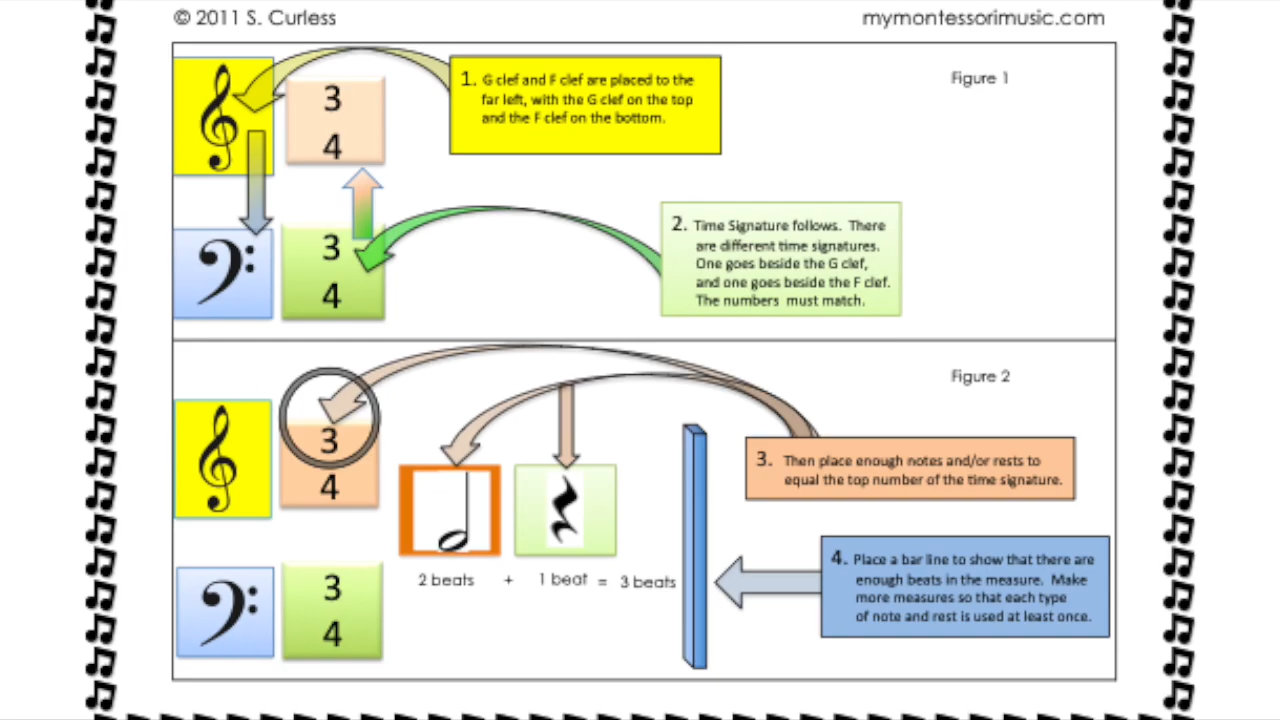 © 2011 S. Curless
mymontessorimusic.com
Figure 1
1. G clef and F clef are placed to the
far left, with the G clef on the top
and the F clef on the bottom.
3
4
2. Time Signature follows. There
are different time signatures.
One goes beside the G clef,
and one goes beside the F clef.
The numbers must match.
3
4
Figure 2
3
4
3. Then place enough notes and/or rests to
equal the top number of the time signature.
2 beats + 1 beat = 3 beats
4. Place a bar line to show that there are
enough beats in the measure. Make
more measures so that each type
of note and rest is used at least once.
3
4